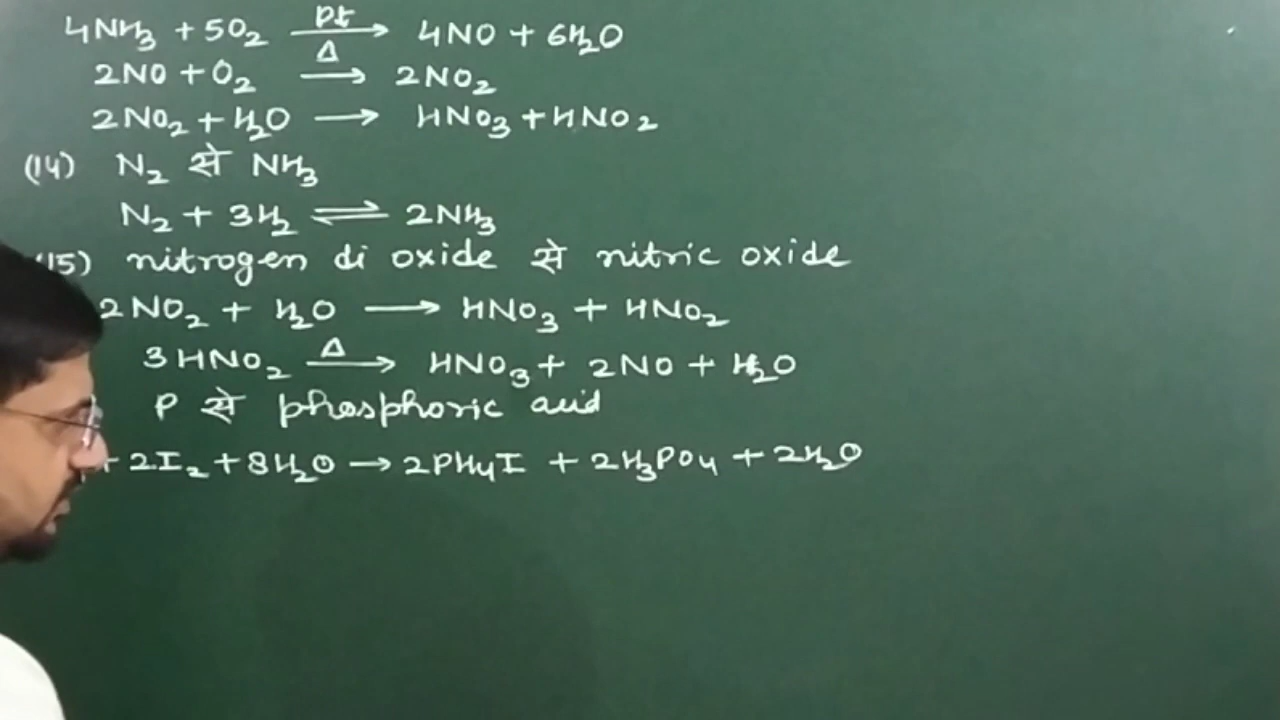 4NH₃ + 5O₂ —Pt/Δ→ 4NO + 6H₂O
2NO + O₂ → 2NO₂
2NO₂ + H₂O → HNO₃ + HNO₂
(14) N₂ से NH₃
N₂ + 3H₂ ⇌ 2NH₃
(15) nitrogen di oxide से nitric oxide
2NO₂ + H₂O → HNO₃ + HNO₂
3HNO₂ —Δ→ HNO₃ + 2NO + H₂O
P से phosphoric acid
+ 2I₂ + 8H₂O → 2PH₄I + 2H₃PO₄ + 2H₂O